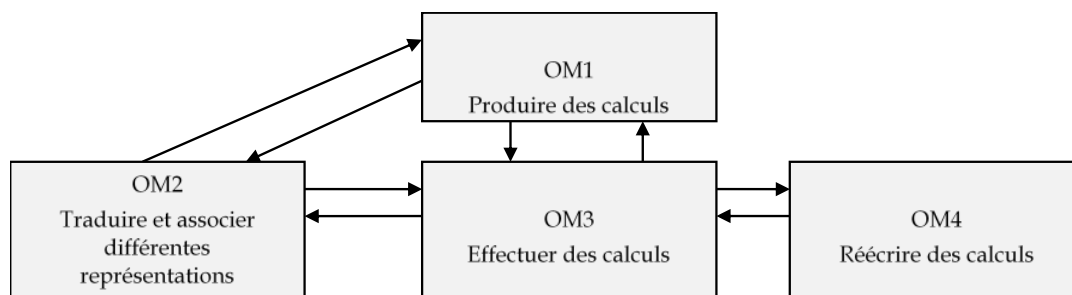 OM1
Produire des calculs
OM2
Traduire et associer
différentes
représentations
OM3
Effectuer des calculs
OM4
Réécrire des calculs